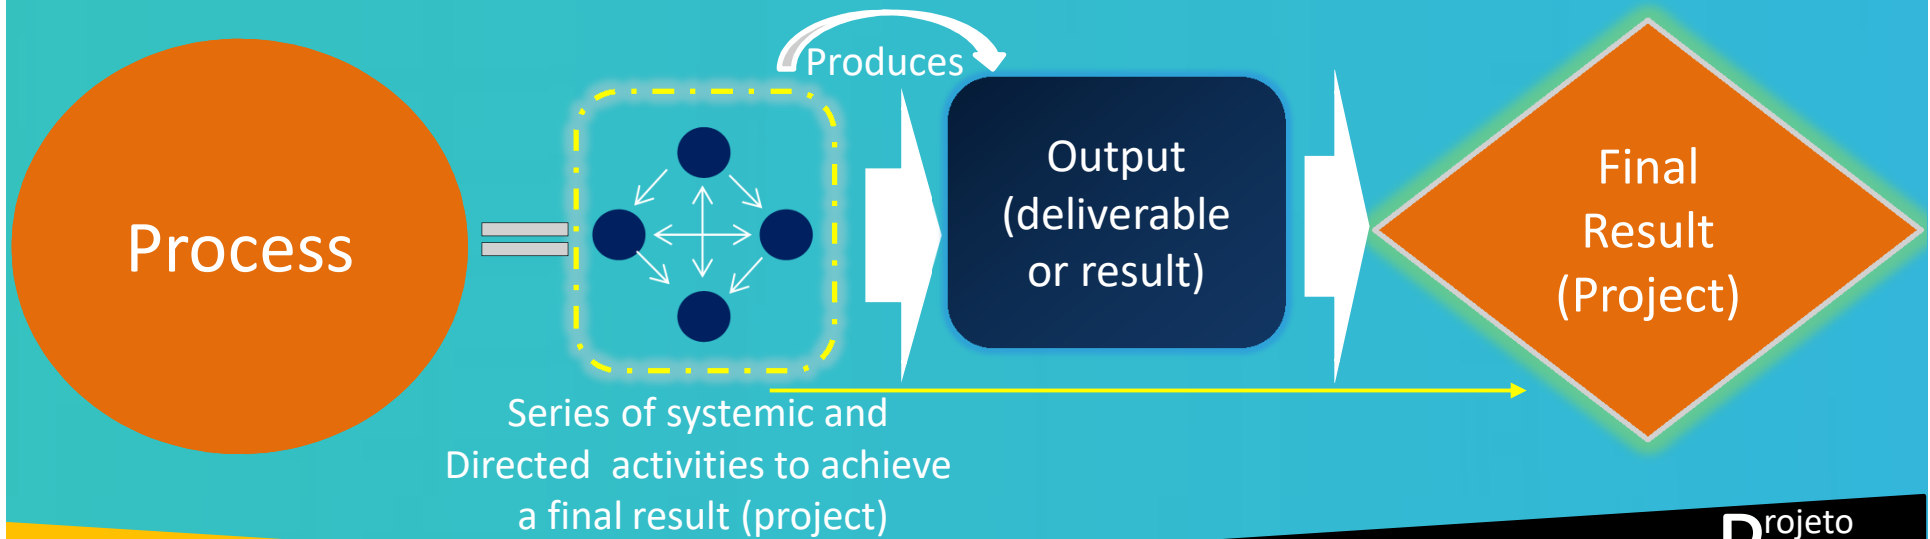 Process
Produces
Series of systemic and
Directed  activities to achieve
a final result (project)
Output
(deliverable
or result)
Final
Result
(Project)
Projeto